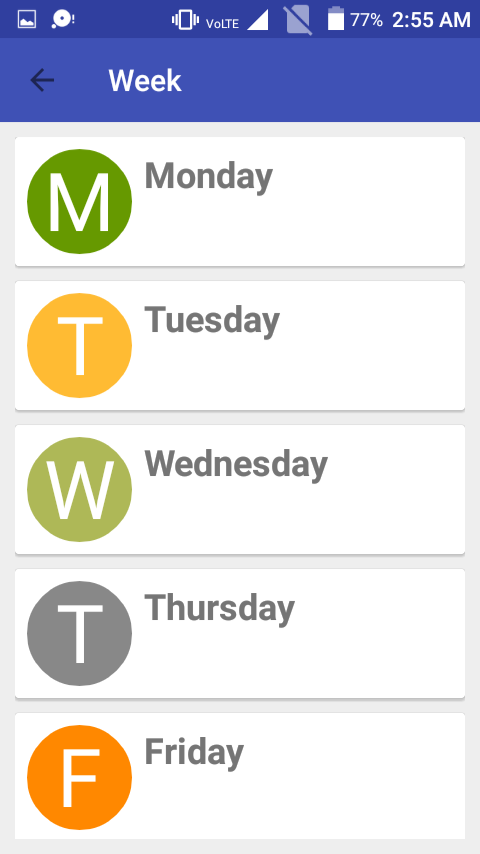 VoLTE 77% 2:55 AM
Week
M Monday
T Tuesday
W Wednesday
T Thursday
F Friday